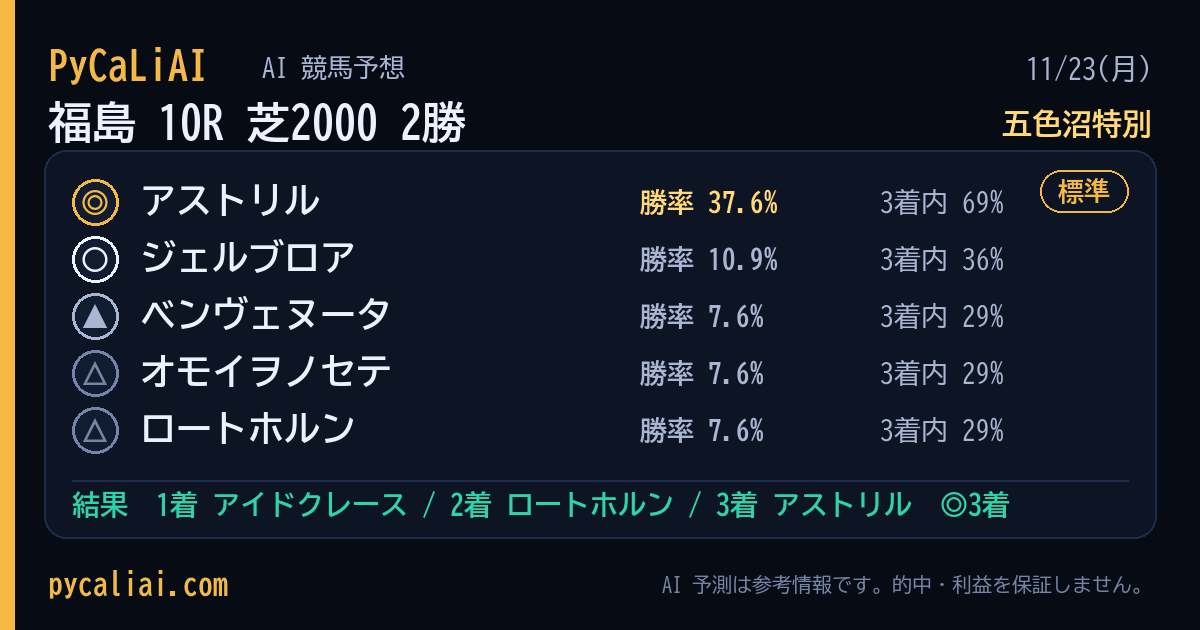 PyCaLiAI AI 競馬予想 11/23(月)
福島 10R 芝2000 2勝 五色沼特別
◎ アストリル 勝率 37.6% 3着内 69% 標準
○ ジェルブロア 勝率 10.9% 3着内 36%
▲ ベンヴェヌータ 勝率 7.6% 3着内 29%
△ オモイヲノセテ 勝率 7.6% 3着内 29%
△ ロートホルン 勝率 7.6% 3着内 29%
結果 1着 アイドクレース / 2着 ロートホルン / 3着 アストリル ◎3着
pycaliai.com AI 予測は参考情報です。的中・利益を保証しません。